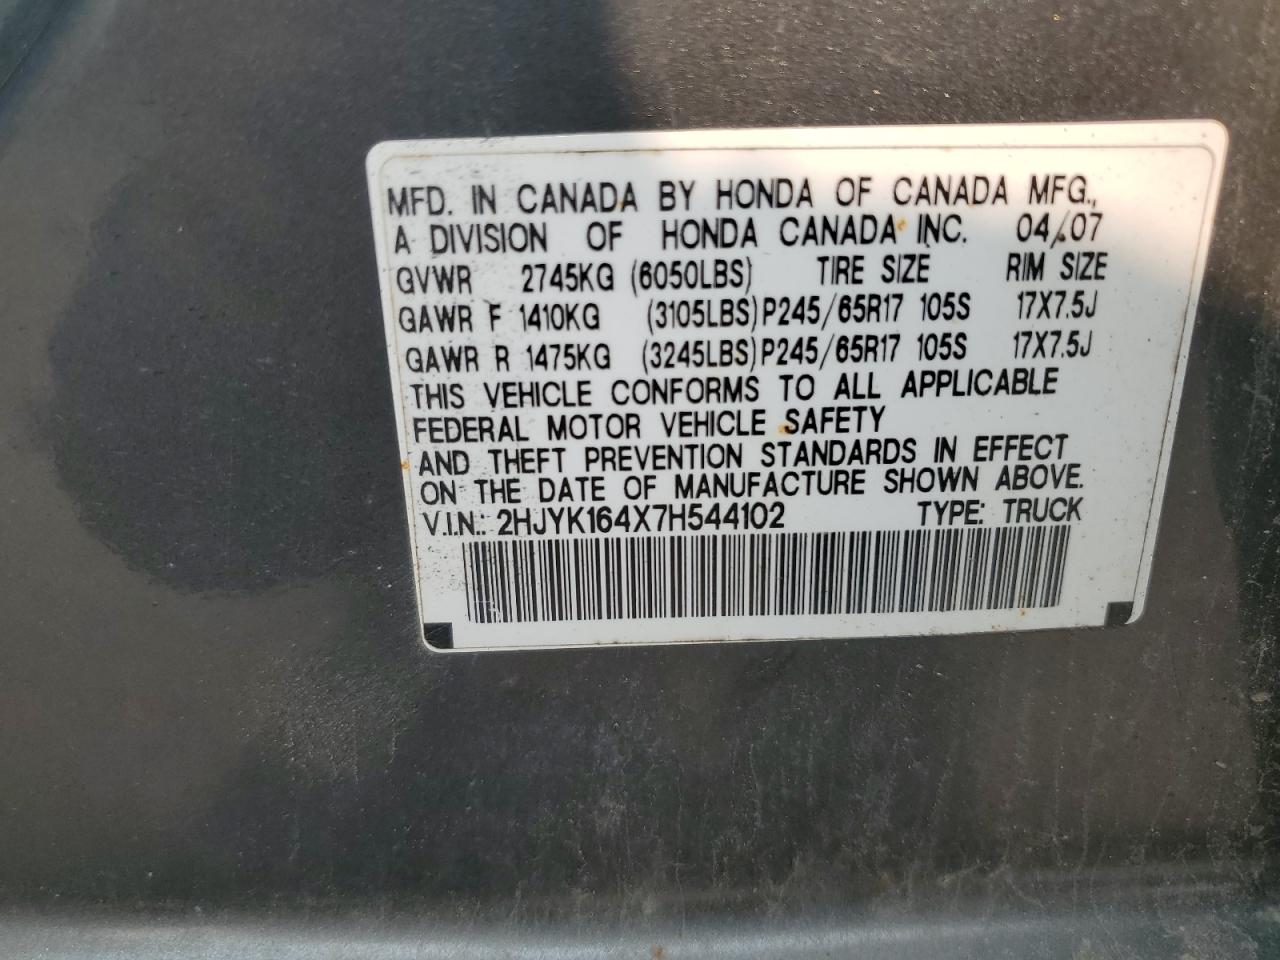 MFD. IN CANADA BY HONDA OF CANADA MFG.,
A DIVISION OF HONDA CANADA INC. 04/07
GVWR 2745KG (6050LBS) TIRE SIZE RIM SIZE
GAWR F 1410KG (3105LBS) P245/65R17 105S 17X7.5J
GAWR R 1475KG (3245LBS) P245/65R17 105S 17X7.5J
THIS VEHICLE CONFORMS TO ALL APPLICABLE
FEDERAL MOTOR VEHICLE SAFETY
AND THEFT PREVENTION STANDARDS IN EFFECT
ON THE DATE OF MANUFACTURE SHOWN ABOVE.
V.I.N.: 2HJYK164X7H544102 TYPE: TRUCK